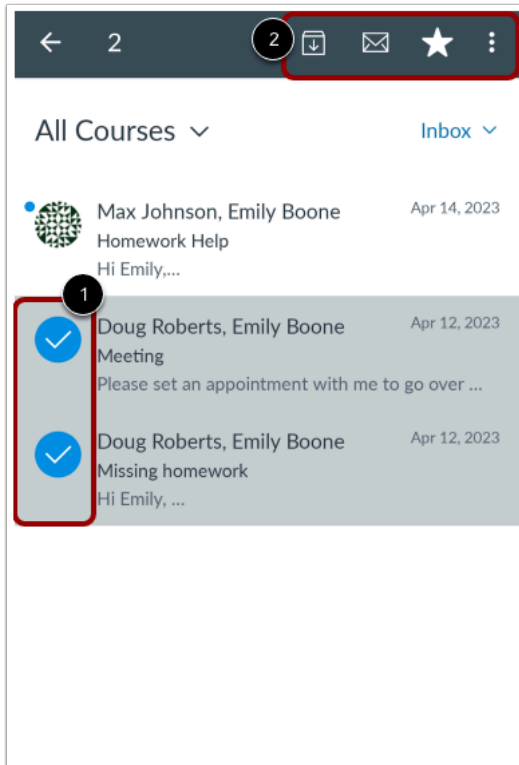 2
2
All Courses
Inbox
Max Johnson, Emily Boone
Apr 14, 2023
Homework Help
Hi Emily,...
1
Doug Roberts, Emily Boone
Apr 12, 2023
Meeting
Please set an appointment with me to go over ...
Doug Roberts, Emily Boone
Apr 12, 2023
Missing homework
Hi Emily, ...